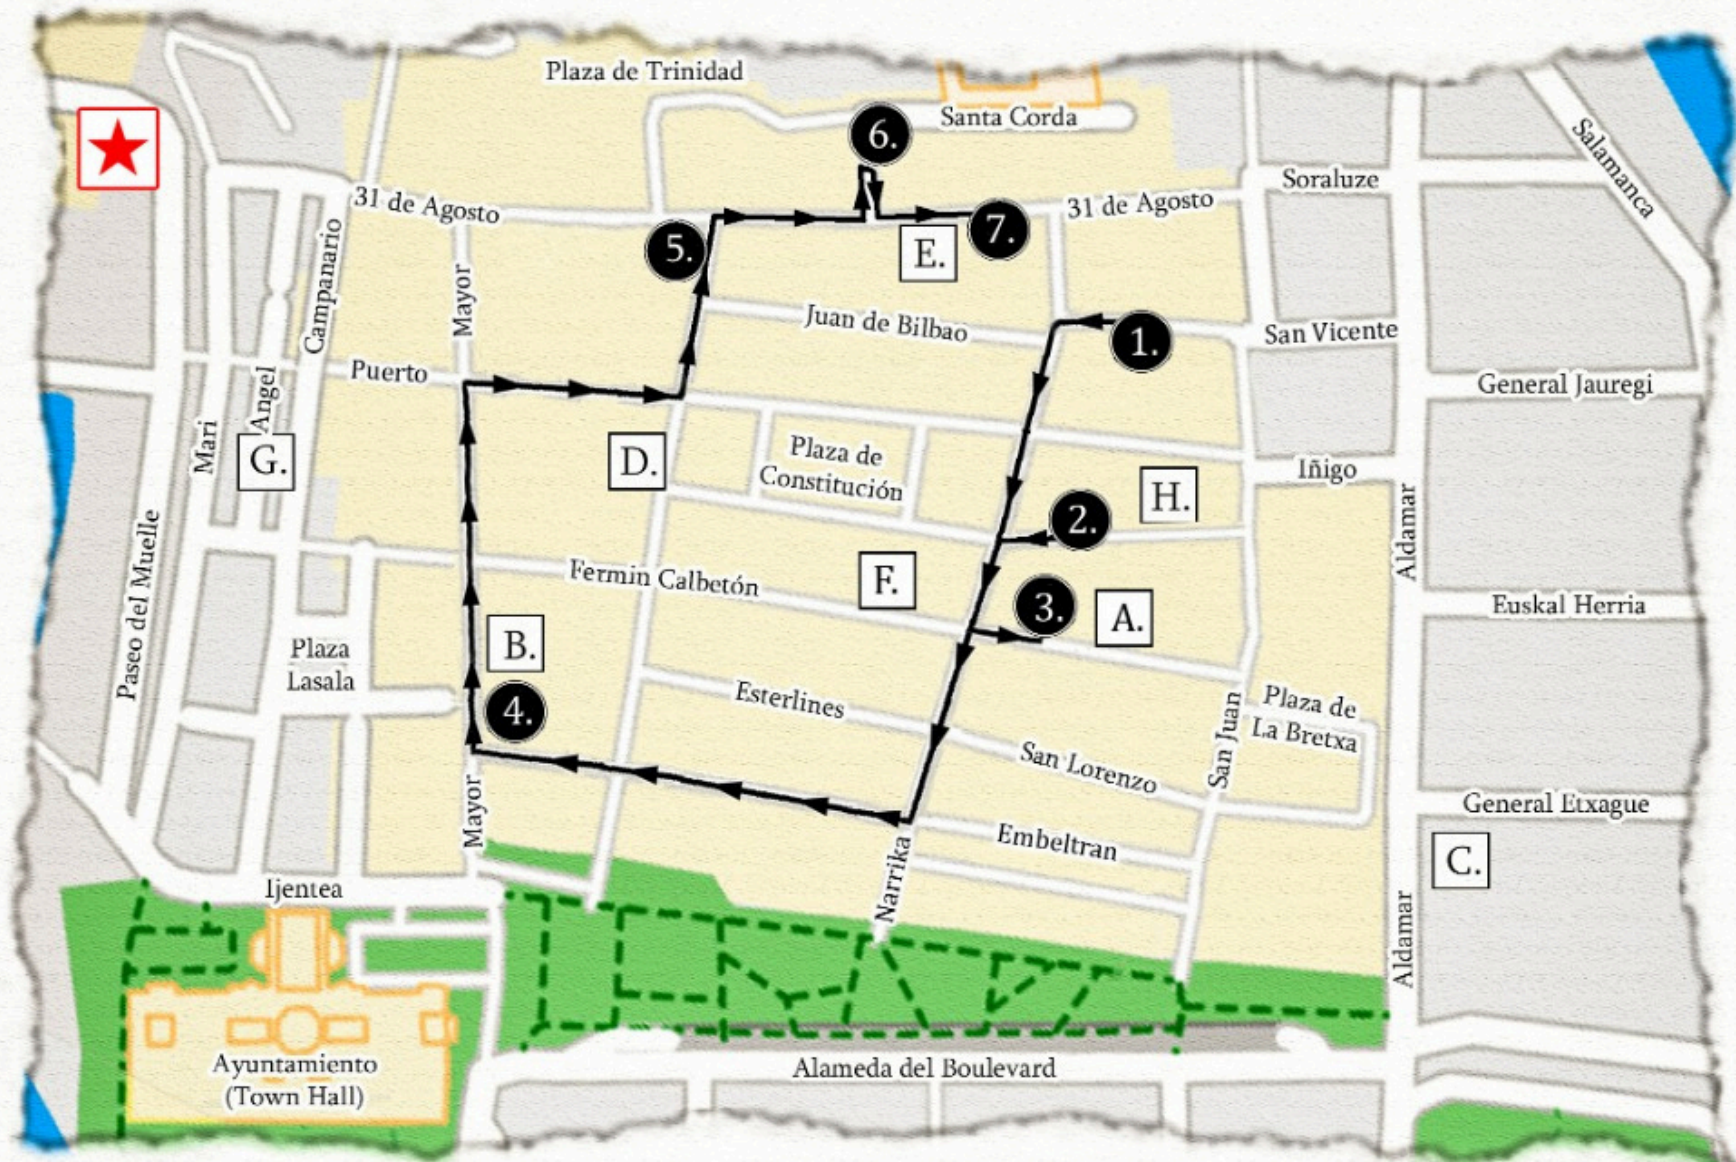 Plaza de Trinidad
Santa Corda
6.
Salamanca
31 de Agosto
31 de Agosto
Soraluze
5.
E.
7.
Campanario
Mayor
Juan de Bilbao
1.
San Vicente
Puerto
General Jauregi
Angel
Mari
G.
D.
Plaza de
Constitución
H.
Iñigo
2.
Aldamar
Paseo del Muelle
Fermin Calbetón
F.
3.
A.
Euskal Herria
B.
Plaza
Lasala
4.
Esterlines
San Lorenzo
San Juan
Plaza de
La Bretxa
General Etxague
Mayor
Embeltran
C.
Narrika
Ijentea
Aldamar
Ayuntamiento
(Town Hall)
Alameda del Boulevard